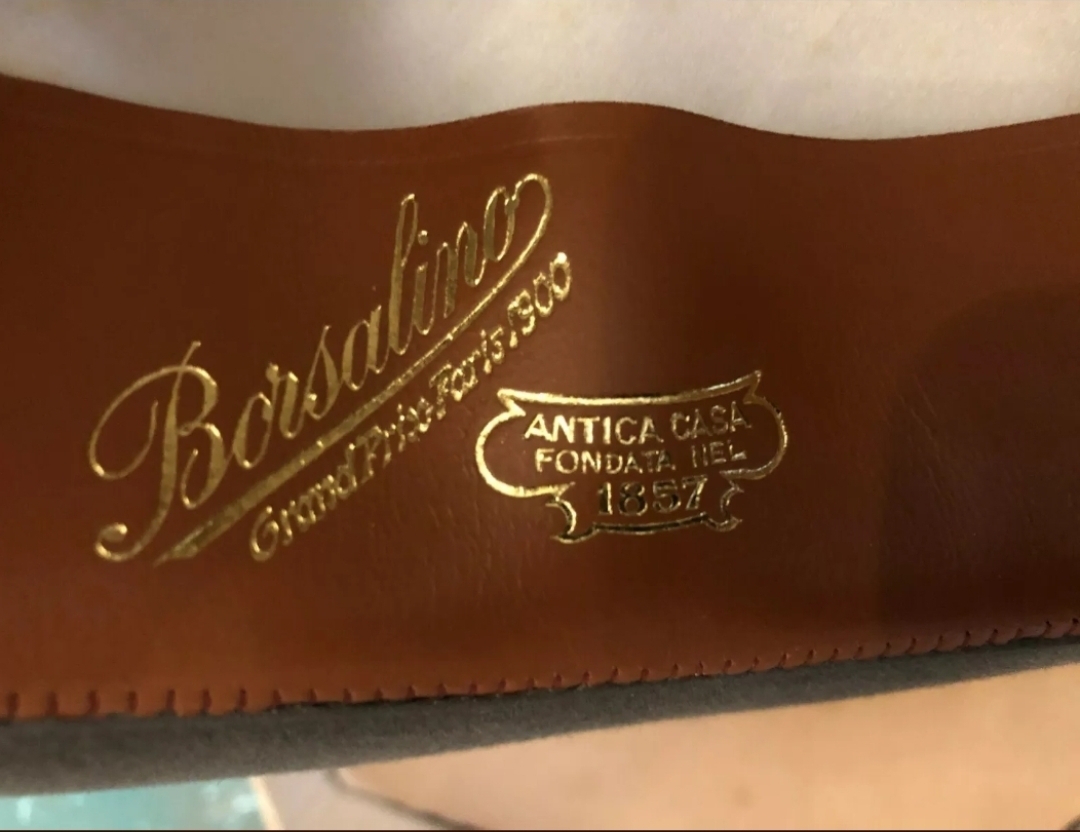 Borsalino
Grand Prix Paris 1900
ANTICA CASA
FONDATA NEL
1857